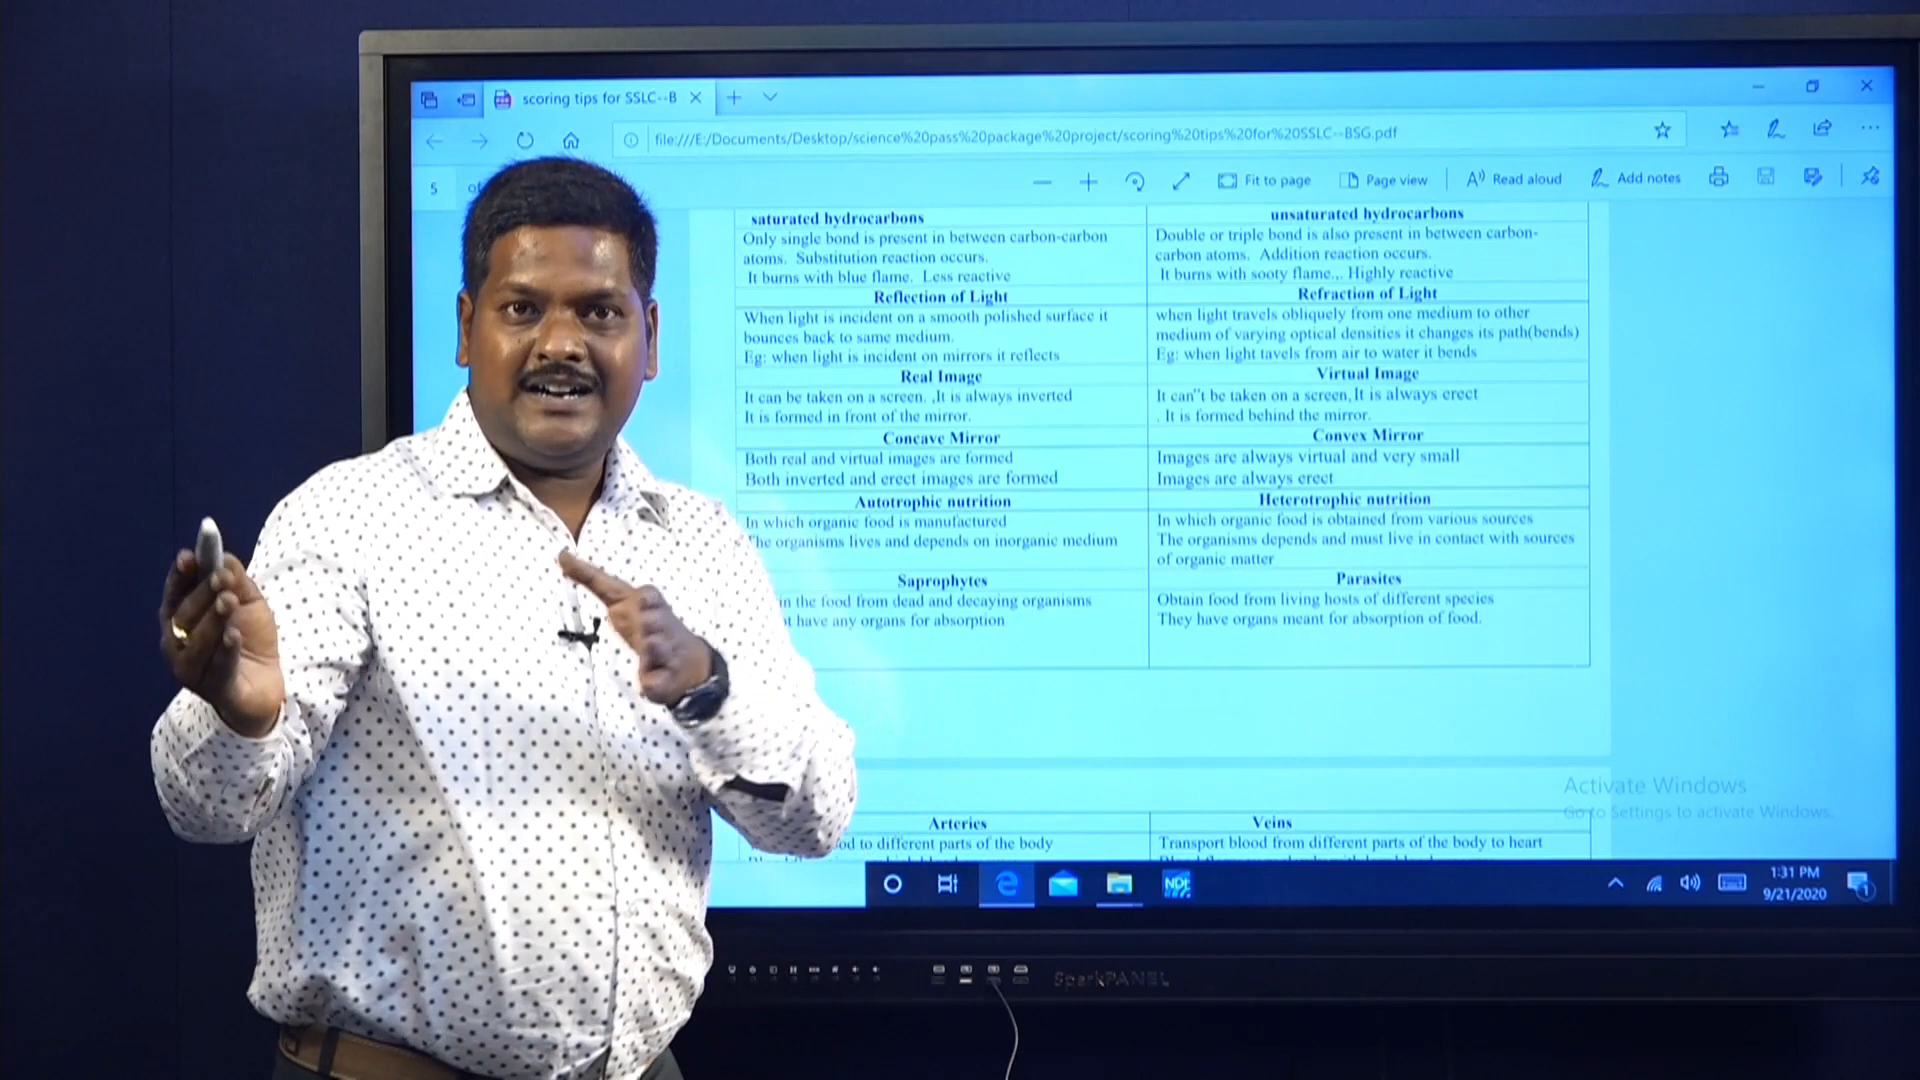 scoring tips for SSLC--B
file:///E:/Documents/Desktop/science%20pass%20package%20project/scoring%20tips%20for%20SSLC--BSG.pdf
5 of
Fit to page
Page view
Read aloud
Add notes
saturated hydrocarbons
Only single bond is present in between carbon-carbon
atoms. Substitution reaction occurs.
It burns with blue flame. Less reactive
unsaturated hydrocarbons
Double or triple bond is also present in between carbon-
carbon atoms. Addition reaction occurs.
It burns with sooty flame... Highly reactive
Reflection of Light
When light is incident on a smooth polished surface it
bounces back to same medium.
Eg: when light is incident on mirrors it reflects
Refraction of Light
when light travels obliquely from one medium to other
medium of varying optical densities it changes its path(bends)
Eg: when light tavels from air to water it bends
Real Image
It can be taken on a screen. ,It is always inverted
It is formed in front of the mirror.
Virtual Image
It can"t be taken on a screen,It is always erect
. It is formed behind the mirror.
Concave Mirror
Both real and virtual images are formed
Both inverted and erect images are formed
Convex Mirror
Images are always virtual and very small
Images are always erect
Autotrophic nutrition
In which organic food is manufactured
The organisms lives and depends on inorganic medium
Heterotrophic nutrition
In which organic food is obtained from various sources
The organisms depends and must live in contact with sources
of organic matter
Saprophytes
the food from dead and decaying organisms
have any organs for absorption
Parasites
Obtain food from living hosts of different species
They have organs meant for absorption of food.
Activate Windows
Go to Settings to activate Windows.
Arteries
to different parts of the body
Veins
Transport blood from different parts of the body to heart
1:31 PM
9/21/2020
1
SparkPANEL